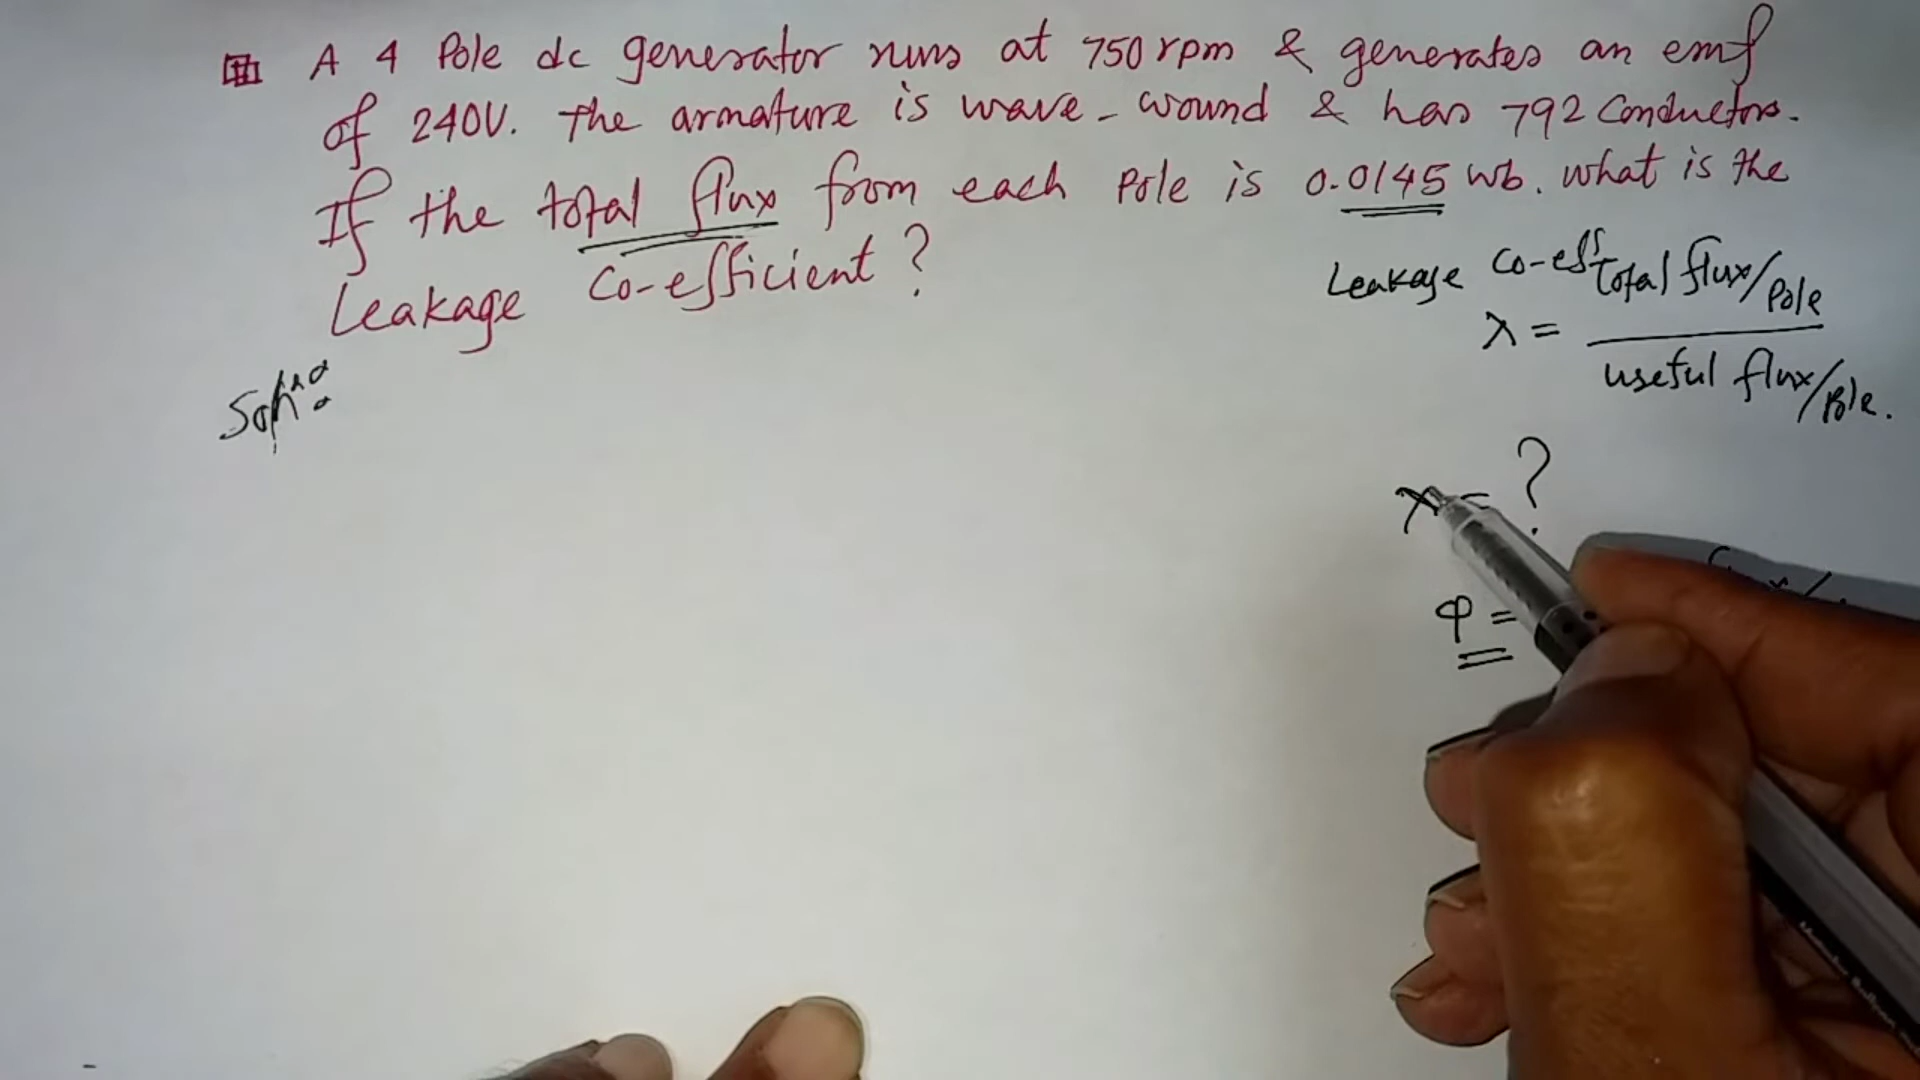 A 4 Pole dc generator runs at 750 rpm & generates an emf
of 240V. The armature is wave-wound & has 792 Conductors.
If the total flux from each Pole is 0.0145 wb. what is the
Leakage Co-efficient?
Leakage Co-eff
λ = total flux/Pole
useful flux/Pole.
Soln:
λ = ?
φ =